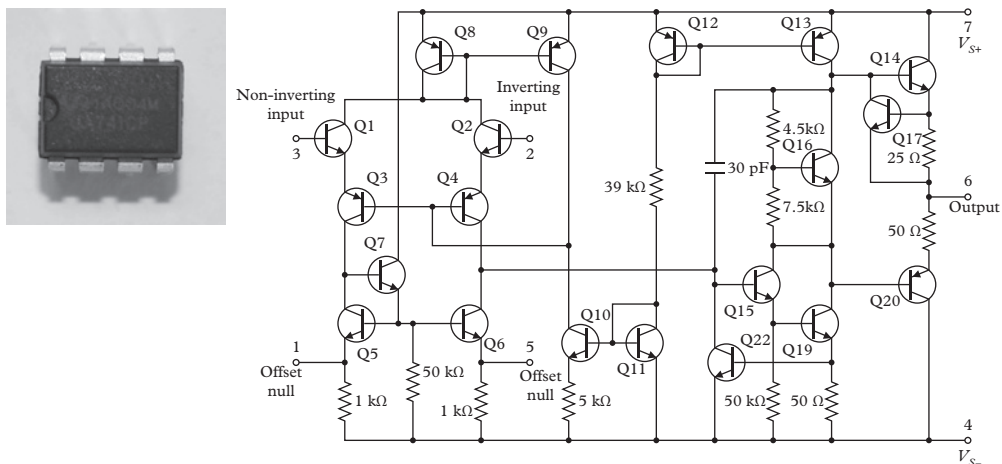 Q8
Q9
Q12
Q13
7
V_S+
Q14
Non-inverting
input
Inverting
input
Q1
Q2
3
2
Q17
4.5kΩ
Q16
25 Ω
30 pF
6
Output
Q3
Q4
39 kΩ
7.5kΩ
50 Ω
Q7
Q15
Q20
Q10
1
Offset
null
Q5
Q6
5
Offset
null
Q11
Q22
Q19
50 kΩ
1 kΩ
1 kΩ
5 kΩ
50 kΩ
50 Ω
4
V_S−